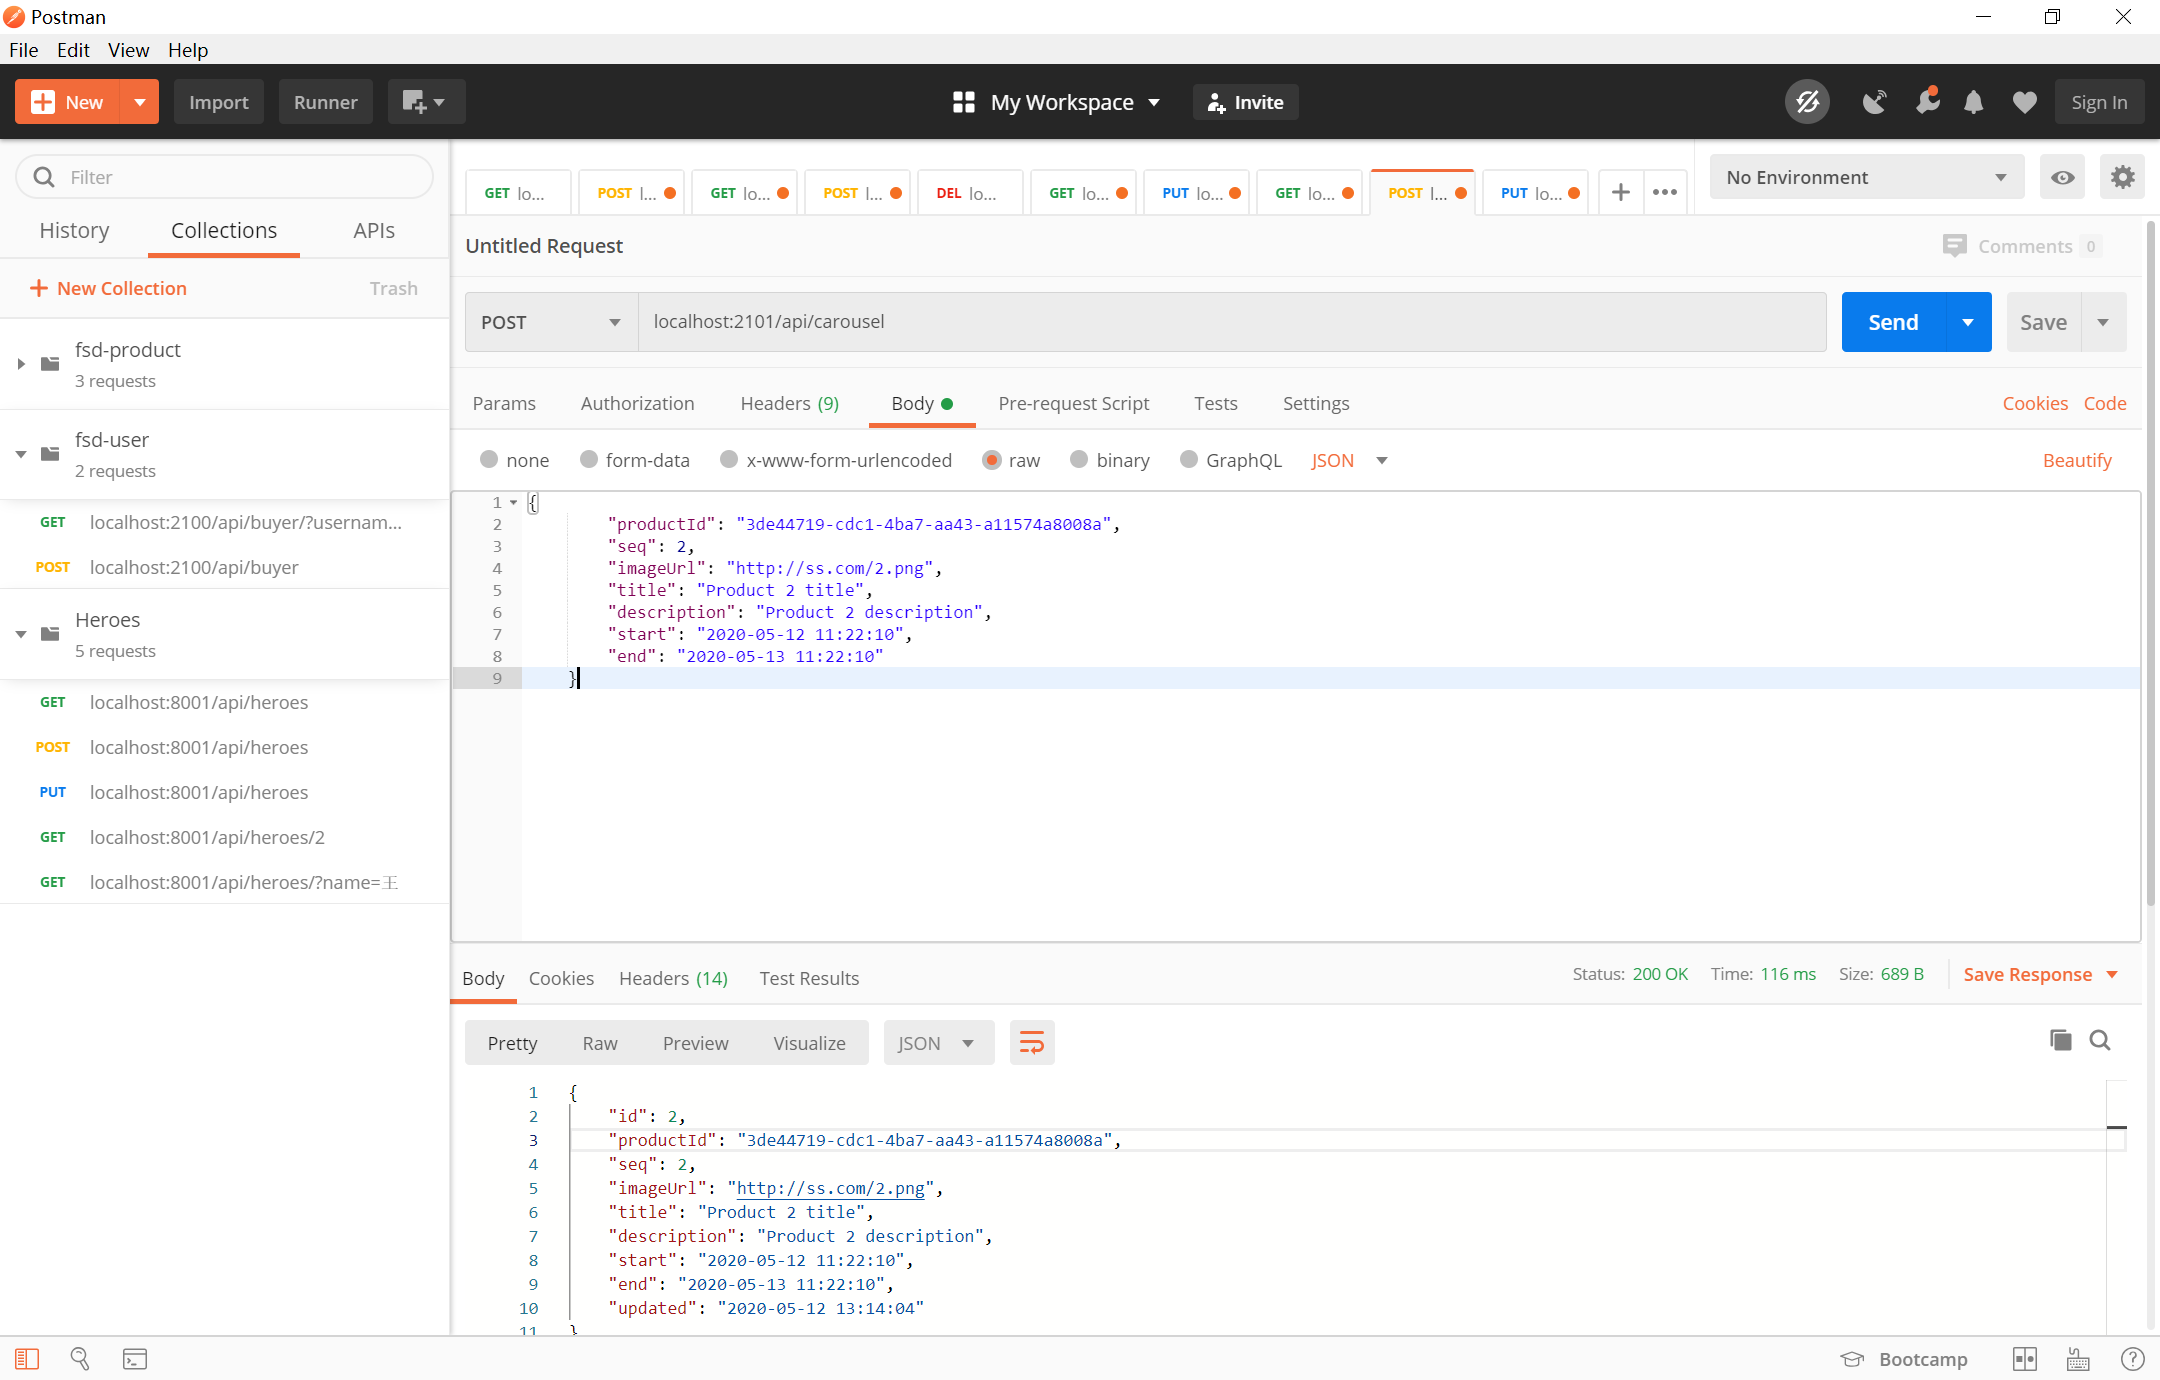 Postman
File Edit View Help
New Import Runner My Workspace Invite Sign In
Filter
History Collections APIs
+ New Collection Trash
fsd-product
3 requests
fsd-user
2 requests
GET localhost:2100/api/buyer/?usernam...
POST localhost:2100/api/buyer
Heroes
5 requests
GET localhost:8001/api/heroes
POST localhost:8001/api/heroes
PUT localhost:8001/api/heroes
GET localhost:8001/api/heroes/2
GET localhost:8001/api/heroes/?name=王
GET lo... POST l... GET lo... POST l... DEL lo... GET lo... PUT lo... GET lo... POST l... PUT lo... + ••• No Environment
Untitled Request Comments 0
POST localhost:2101/api/carousel Send Save
Params Authorization Headers (9) Body Pre-request Script Tests Settings Cookies Code
none form-data x-www-form-urlencoded raw binary GraphQL JSON Beautify
1 {
2 "productId": "3de44719-cdc1-4ba7-aa43-a11574a8008a",
3 "seq": 2,
4 "imageUrl": "http://ss.com/2.png",
5 "title": "Product 2 title",
6 "description": "Product 2 description",
7 "start": "2020-05-12 11:22:10",
8 "end": "2020-05-13 11:22:10"
9 }
Body Cookies Headers (14) Test Results Status: 200 OK Time: 116 ms Size: 689 B Save Response
Pretty Raw Preview Visualize JSON
1 {
2 "id": 2,
3 "productId": "3de44719-cdc1-4ba7-aa43-a11574a8008a",
4 "seq": 2,
5 "imageUrl": "http://ss.com/2.png",
6 "title": "Product 2 title",
7 "description": "Product 2 description",
8 "start": "2020-05-12 11:22:10",
9 "end": "2020-05-13 11:22:10",
10 "updated": "2020-05-12 13:14:04"
11 }
Bootcamp